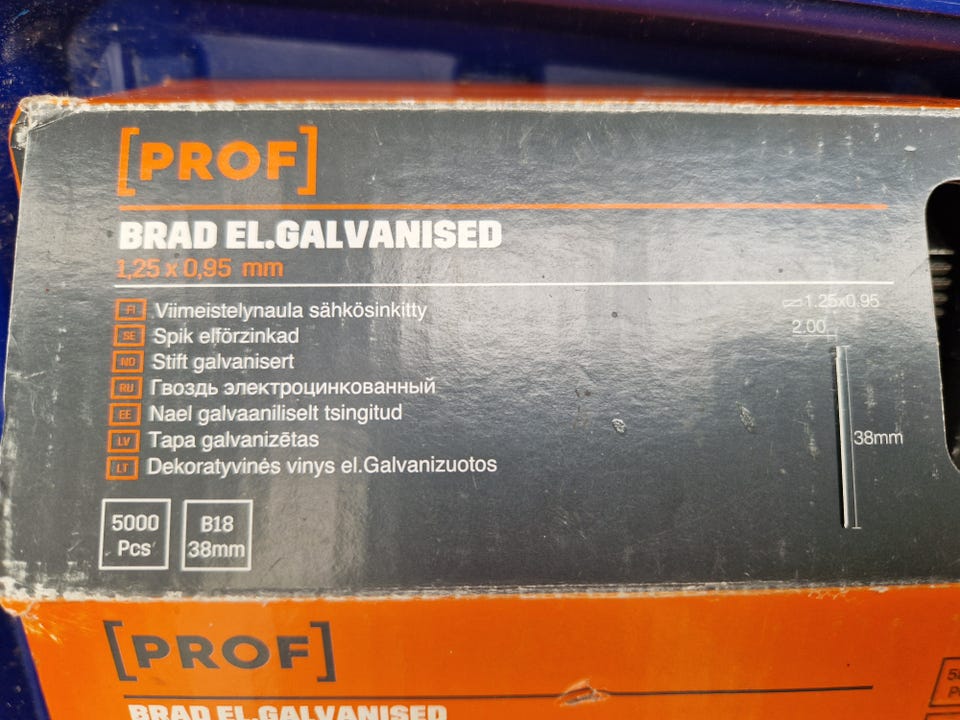 [PROF]
BRAD EL.GALVANISED
1,25 x 0,95 mm
FI Viimeistelynaula sähkösinkitty
SE Spik elförzinkad
NO Stift galvanisert
RU Гвоздь электроцинкованный
EE Nael galvaaniliselt tsingitud
LV Tapa galvanizētas
LT Dekoratyvinės vinys el.Galvanizuotos
1.25x0.95
2.00
38mm
5000
Pcs
B18
38mm
[PROF]
BRAD EL.GALVANISED